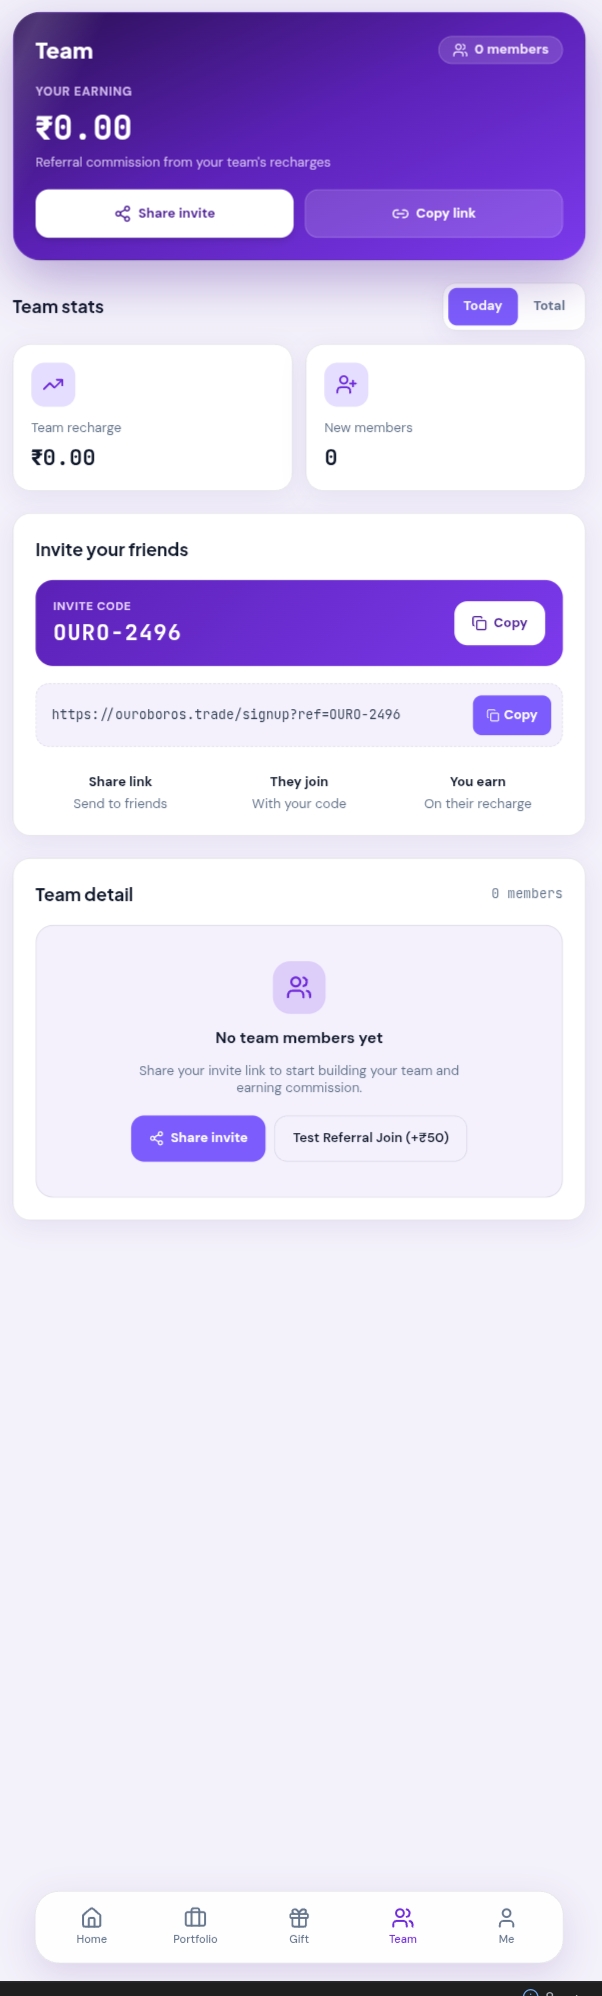 Team
0 members
YOUR EARNING
₹0.00
Referral commission from your team's recharges
Share invite
Copy link
Team stats
Today
Total
Team recharge
₹0.00
New members
0
Invite your friends
INVITE CODE
OURO-2496
Copy
https://ouroboros.trade/signup?ref=OURO-2496
Copy
Share link
They join
You earn
Send to friends
With your code
On their recharge
Team detail
0 members
No team members yet
Share your invite link to start building your team and
earning commission.
Share invite
Test Referral Join (+₹50)
Home
Portfolio
Gift
Team
Me